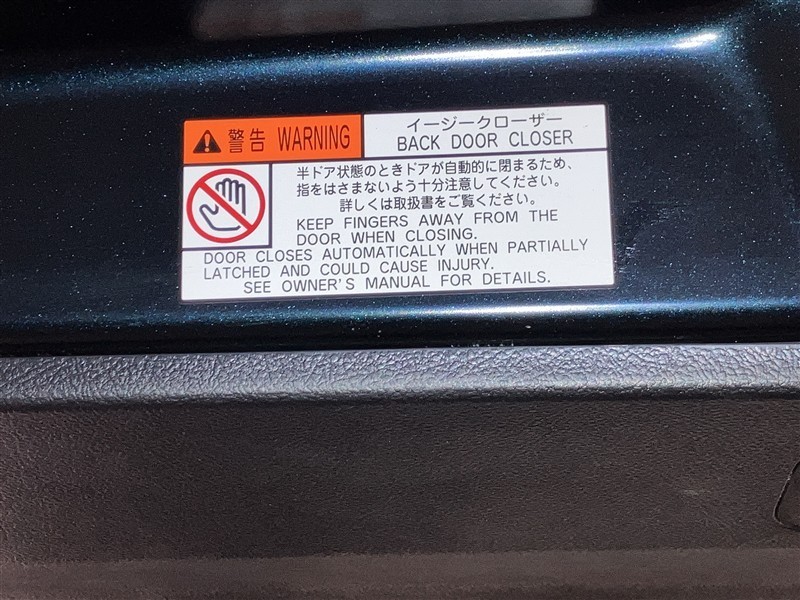 警告 WARNING
イージークローザー
BACK DOOR CLOSER
半ドア状態のときドアが自動的に閉まるため、
指をはさまないよう十分注意してください。
詳しくは取扱書をご覧ください。
KEEP FINGERS AWAY FROM THE
DOOR WHEN CLOSING.
DOOR CLOSES AUTOMATICALLY WHEN PARTIALLY
LATCHED AND COULD CAUSE INJURY.
SEE OWNER'S MANUAL FOR DETAILS.